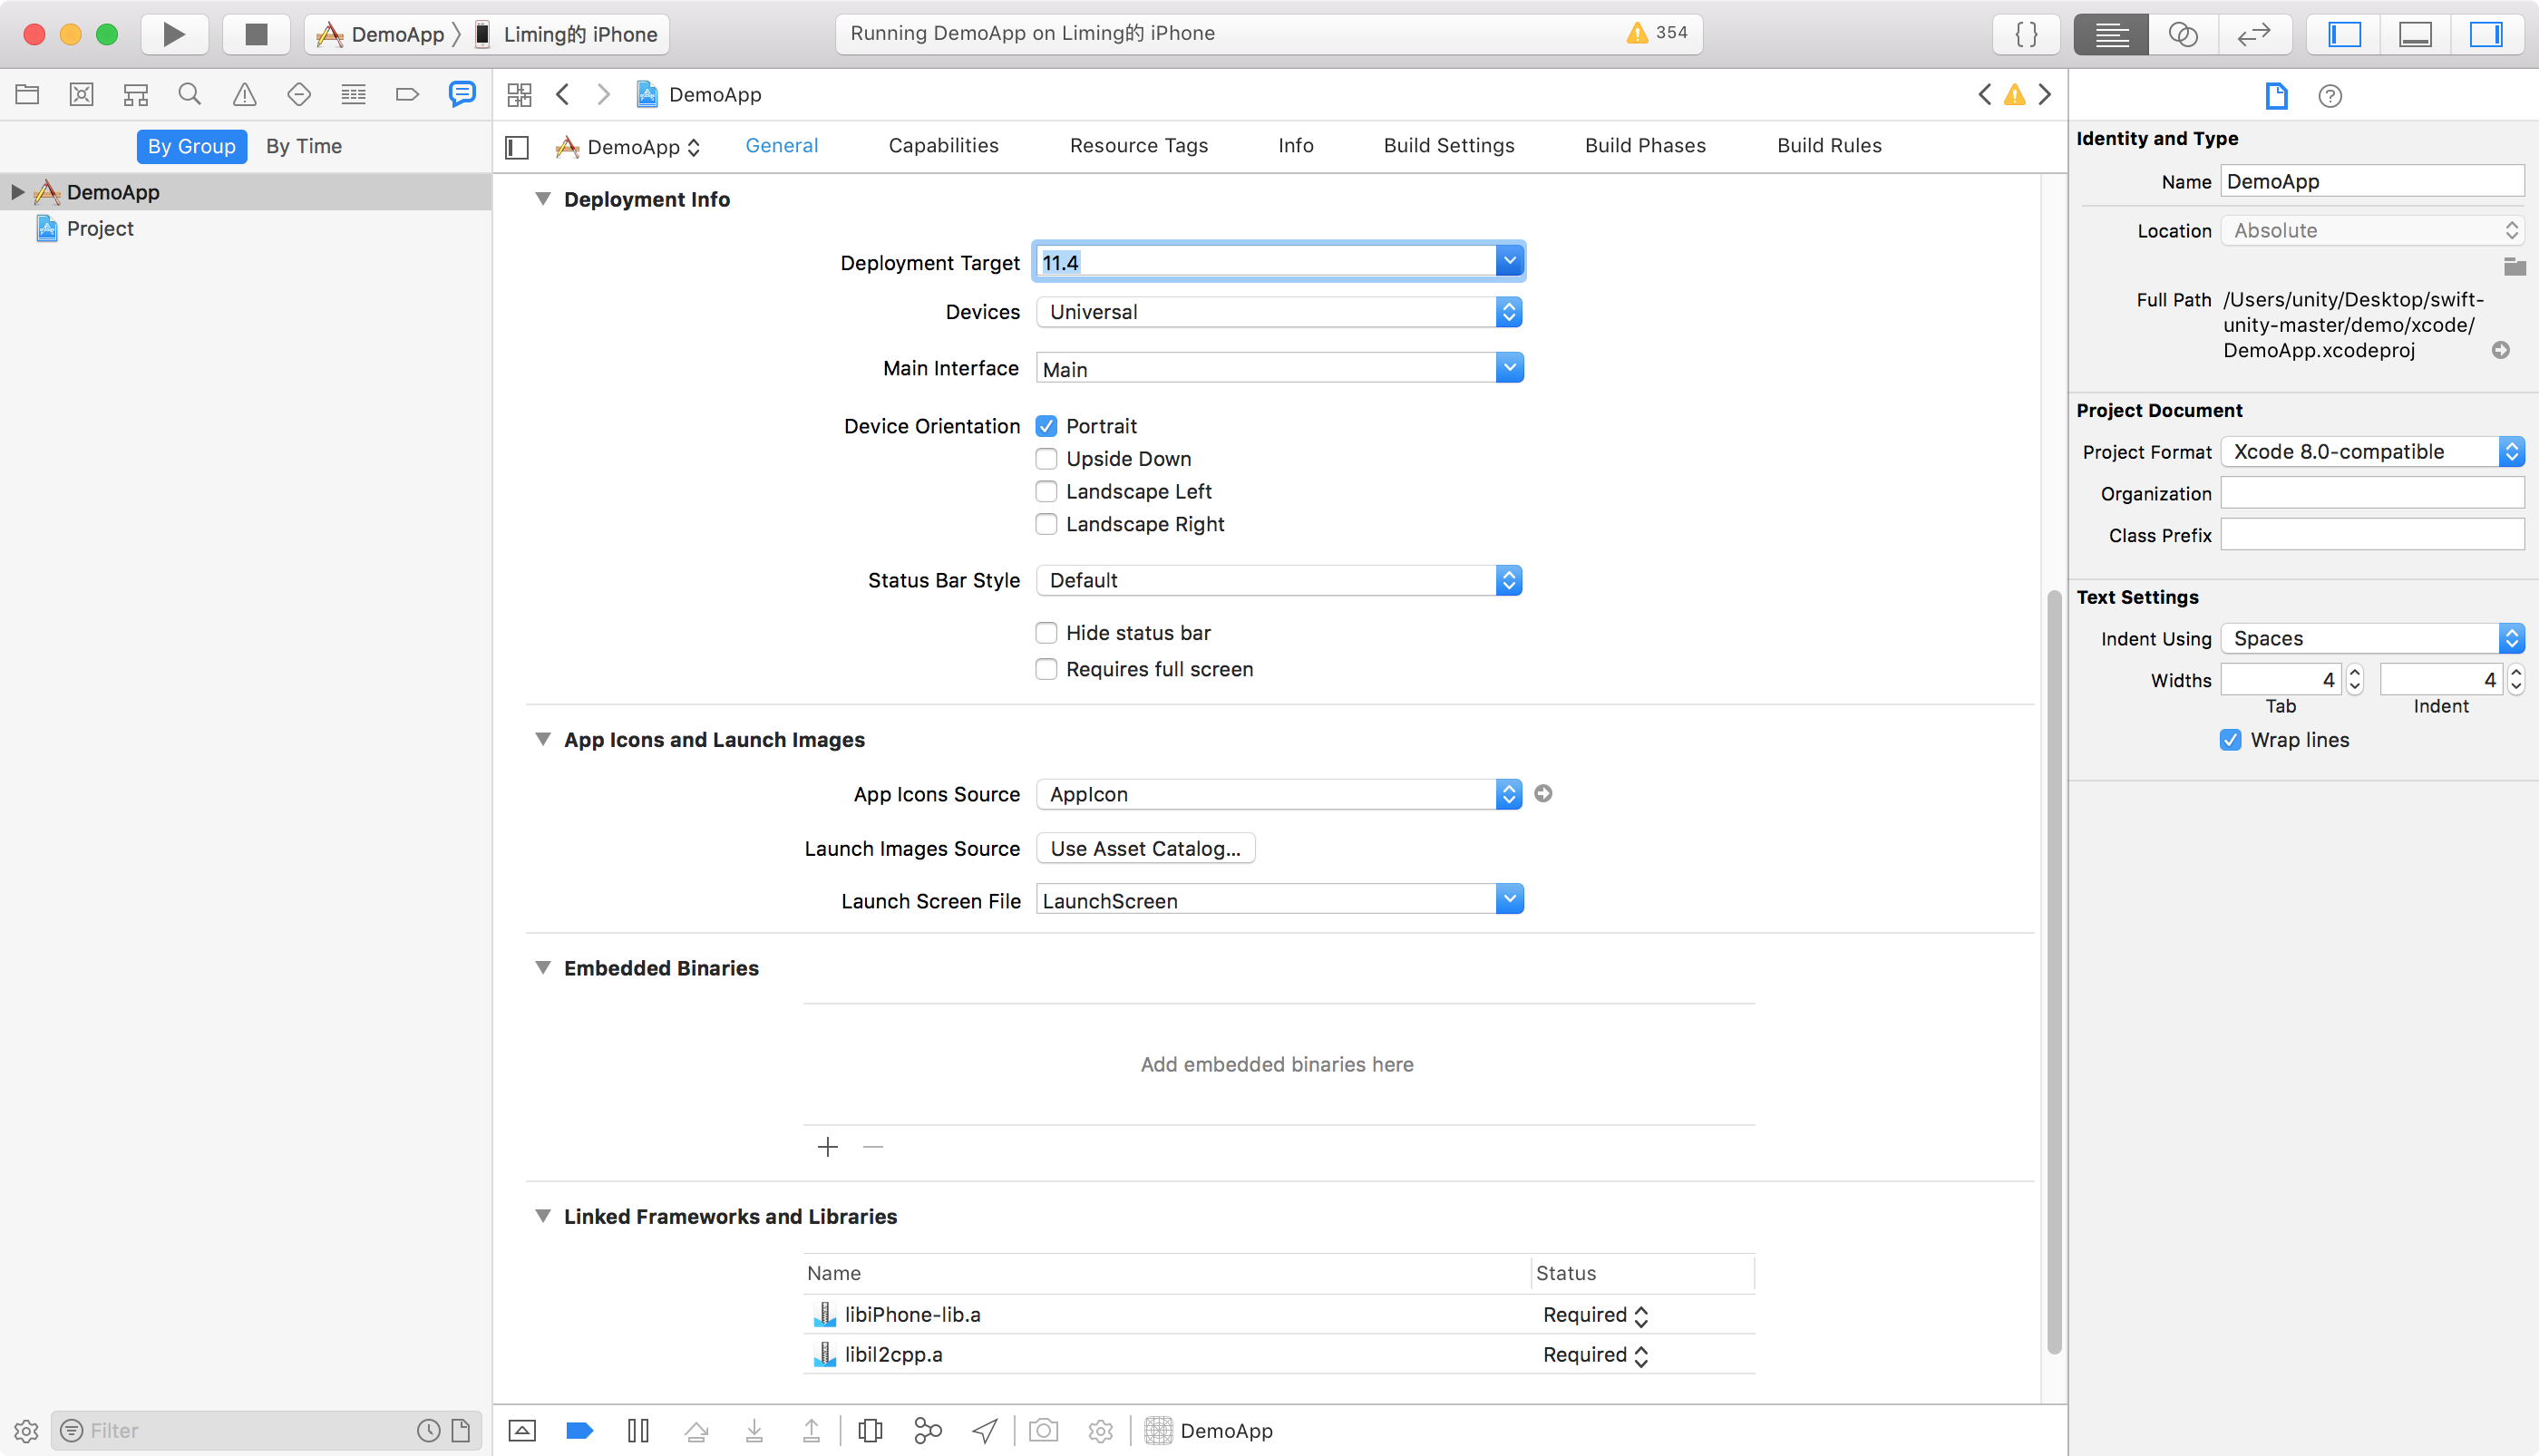 DemoApp 〉 Liming的 iPhone
Running DemoApp on Liming的 iPhone
354
DemoApp
By Group
By Time
DemoApp
General
Capabilities
Resource Tags
Info
Build Settings
Build Phases
Build Rules
DemoApp
Project
Deployment Info
Deployment Target 11.4
Devices Universal
Main Interface Main
Device Orientation Portrait
Upside Down
Landscape Left
Landscape Right
Status Bar Style Default
Hide status bar
Requires full screen
App Icons and Launch Images
App Icons Source AppIcon
Launch Images Source Use Asset Catalog...
Launch Screen File LaunchScreen
Embedded Binaries
Add embedded binaries here
Linked Frameworks and Libraries
Name Status
libiPhone-lib.a Required
libil2cpp.a Required
Filter
DemoApp
Identity and Type
Name DemoApp
Location Absolute
Full Path /Users/unity/Desktop/swift-
unity-master/demo/xcode/
DemoApp.xcodeproj
Project Document
Project Format Xcode 8.0-compatible
Organization
Class Prefix
Text Settings
Indent Using Spaces
Widths 4 4
Tab Indent
Wrap lines